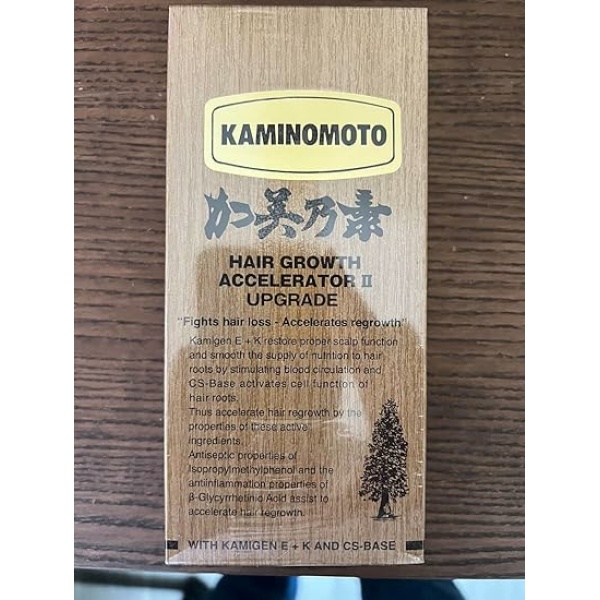 KAMINOMOTO
加美乃素
HAIR GROWTH
ACCELERATOR II
UPGRADE
"Fights hair loss - Accelerates regrowth"
Kamigen E + K restore proper scalp function
and smooth the supply of nutrition to hair
roots by stimulating blood circulation and
CS-Base activates cell function of
hair roots.
Thus accelerate hair regrowth by the
properties of these active
ingredients.
Antiseptic properties of
Isopropylmethylphenol and the
antiinflammation properties of
β-Glycyrrhetinic Acid assist to
accelerate hair regrowth.
WITH KAMIGEN E + K AND CS-BASE